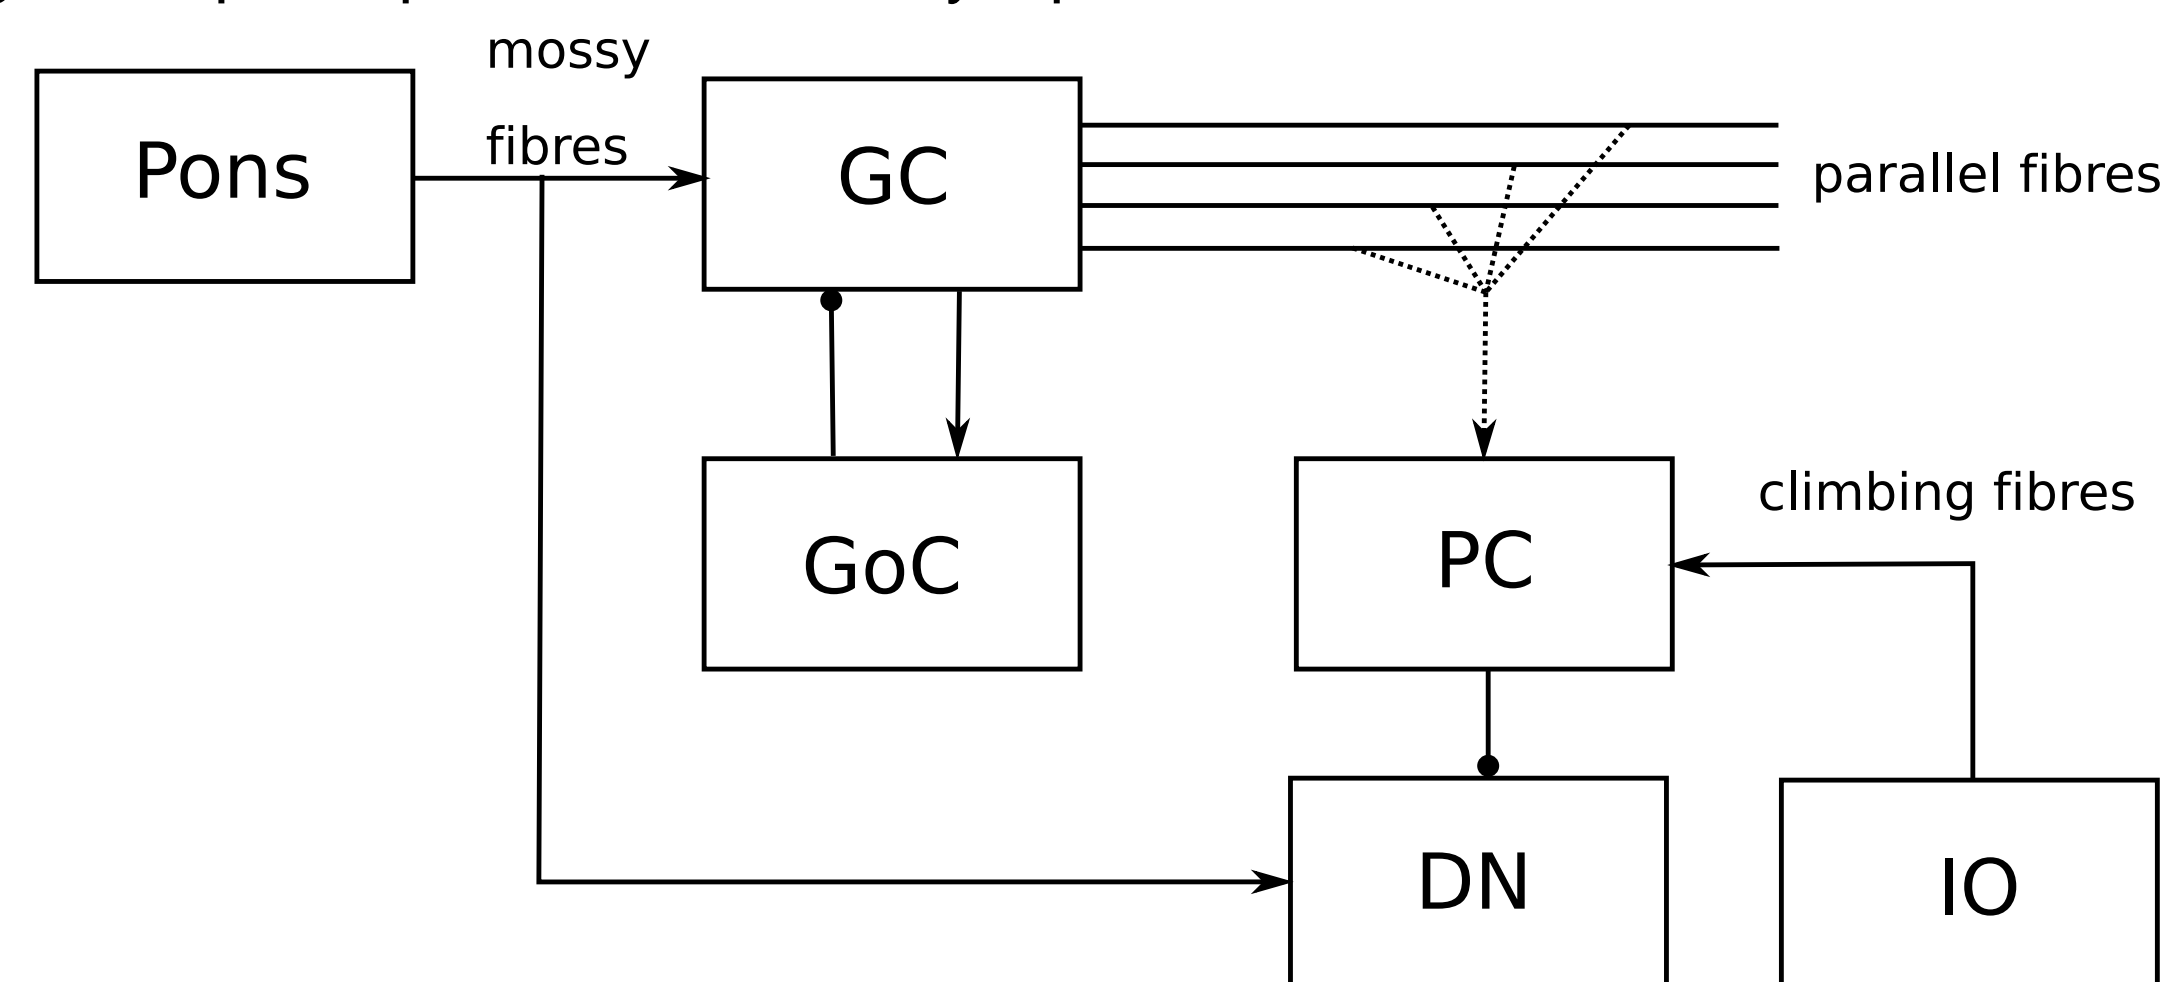 mossy
fibres
Pons
GC
parallel fibres
climbing fibres
GoC
PC
DN
IO